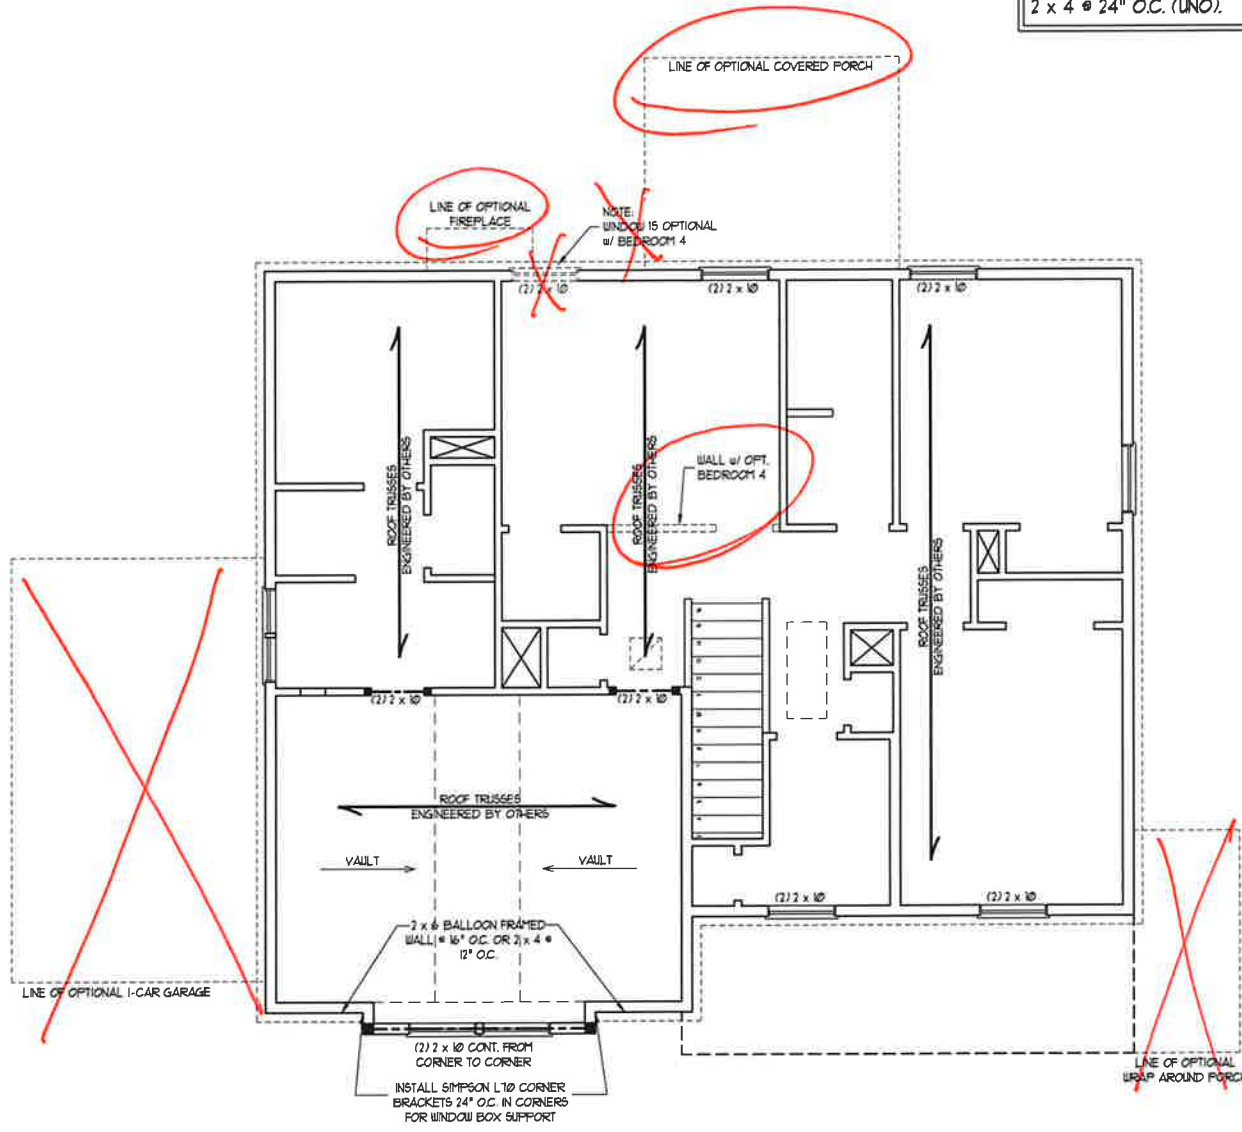 2 x 4 @ 24" O.C. (UNO).
LINE OF OPTIONAL COVERED PORCH
LINE OF OPTIONAL
FIREPLACE
NOTE:
WINDOW IS OPTIONAL
w/ BEDROOM 4
(2) 2 x 10
(2) 2 x 10
(2) 2 x 10
ROOF TRUSSES
ENGINEERED BY OTHERS
ROOF TRUSSES
ENGINEERED BY OTHERS
WALL w/ OPT.
BEDROOM 4
ROOF TRUSSES
ENGINEERED BY OTHERS
(2) 2 x 10
(2) 2 x 10
ROOF TRUSSES
ENGINEERED BY OTHERS
VAULT
VAULT
(2) 2 x 10
(2) 2 x 10
2 x 6 BALLOON FRAMED
WALL @ 16" O.C. OR 2 x 4 @
12" O.C.
LINE OF OPTIONAL 1-CAR GARAGE
(2) 2 x 10 CONT. FROM
CORNER TO CORNER
INSTALL SIMPSON L70 CORNER
BRACKETS 24" O.C. IN CORNERS
FOR WINDOW BOX SUPPORT
LINE OF OPTIONAL
WRAP AROUND PORCH